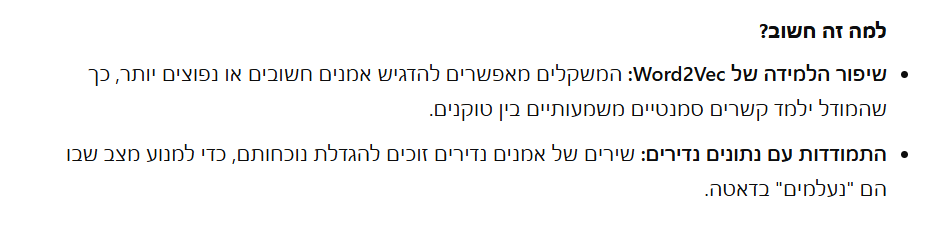 למה זה חשוב?
• שיפור הלמידה של Word2Vec: המשקלים מאפשרים להדגיש אמנים חשובים או נפוצים יותר, כך
שהמודל ילמד קשרים סמנטיים משמעותיים בין טוקנים.
• התמודדות עם נתונים נדירים: שירים של אמנים נדירים זוכים להגדלת נוכחותם, כדי למנוע מצב שבו
הם "נעלמים" בדאטה.